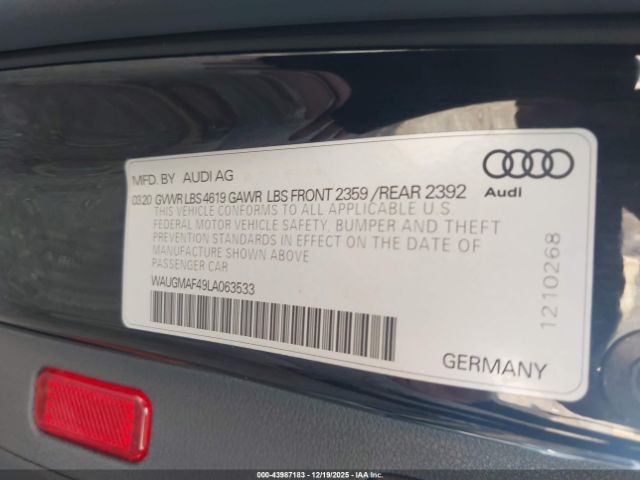 MFD. BY AUDI AG
Audi
03.20 GVWR LBS 4619 GAWR LBS FRONT 2359 /REAR 2392
THIS VEHICLE CONFORMS TO ALL APPLICABLE U.S.
FEDERAL MOTOR VEHICLE SAFETY, BUMPER AND THEFT
PREVENTION STANDARDS IN EFFECT ON THE DATE OF
MANUFACTURE SHOWN ABOVE
PASSENGER CAR
WAUGMAF49LA063533
1210268
GERMANY
000-43987183 - 12/19/2025 - IAAI.COM